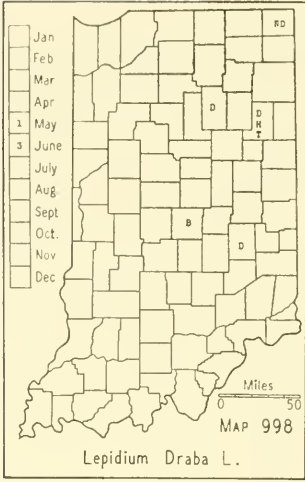 Jan
Feb
Mar
Apr
1 May
3 June
July
Aug.
Sept
Oct.
Nov
Dec
ND
D
D
H
T
B
D
Miles
0 50
MAP 998
Lepidium Draba L.